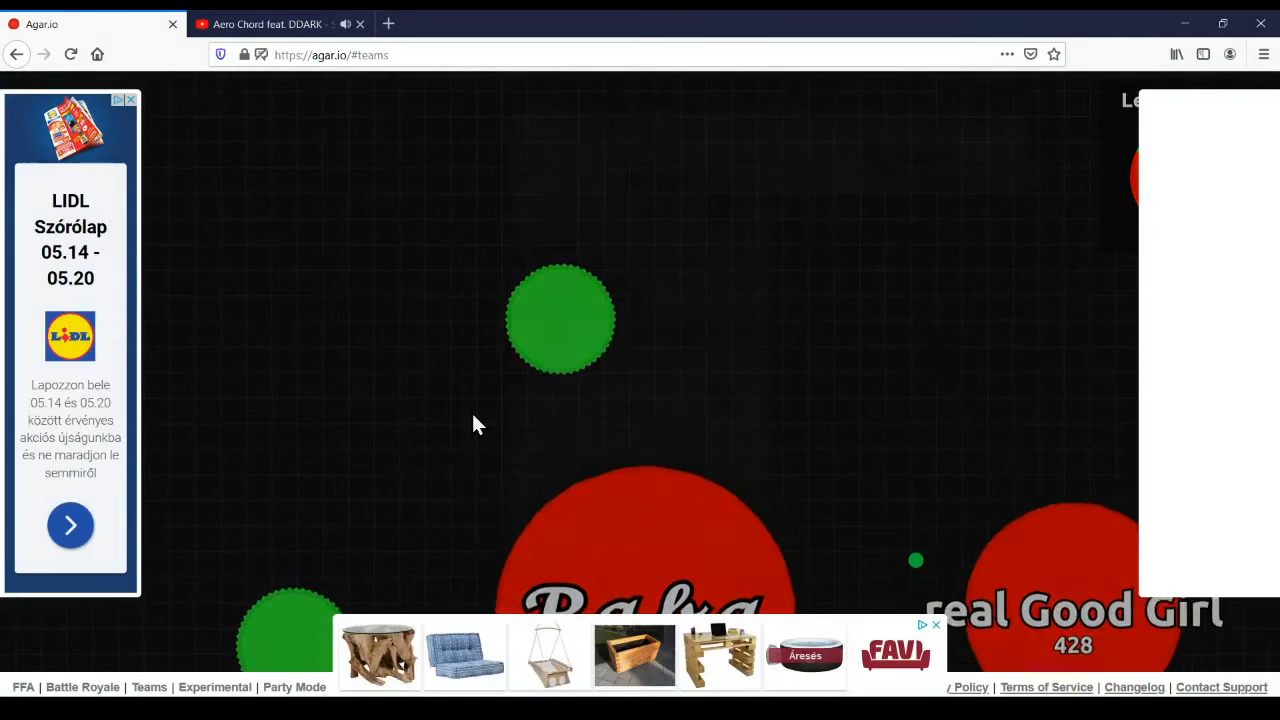 Agar.io
Aero Chord feat. DDARK - S
https://agar.io/#teams
LIDL
Szórólap
05.14 -
05.20
LIDL
Lapozzon bele
05.14 és 05.20
között érvényes
akciós újságunkba
és ne maradjon le
semmiről
Le
Baba
real Good Girl
428
Áresés
FAVI
FFA | Battle Royale | Teams | Experimental | Party Mode
y Policy | Terms of Service | Changelog | Contact Support